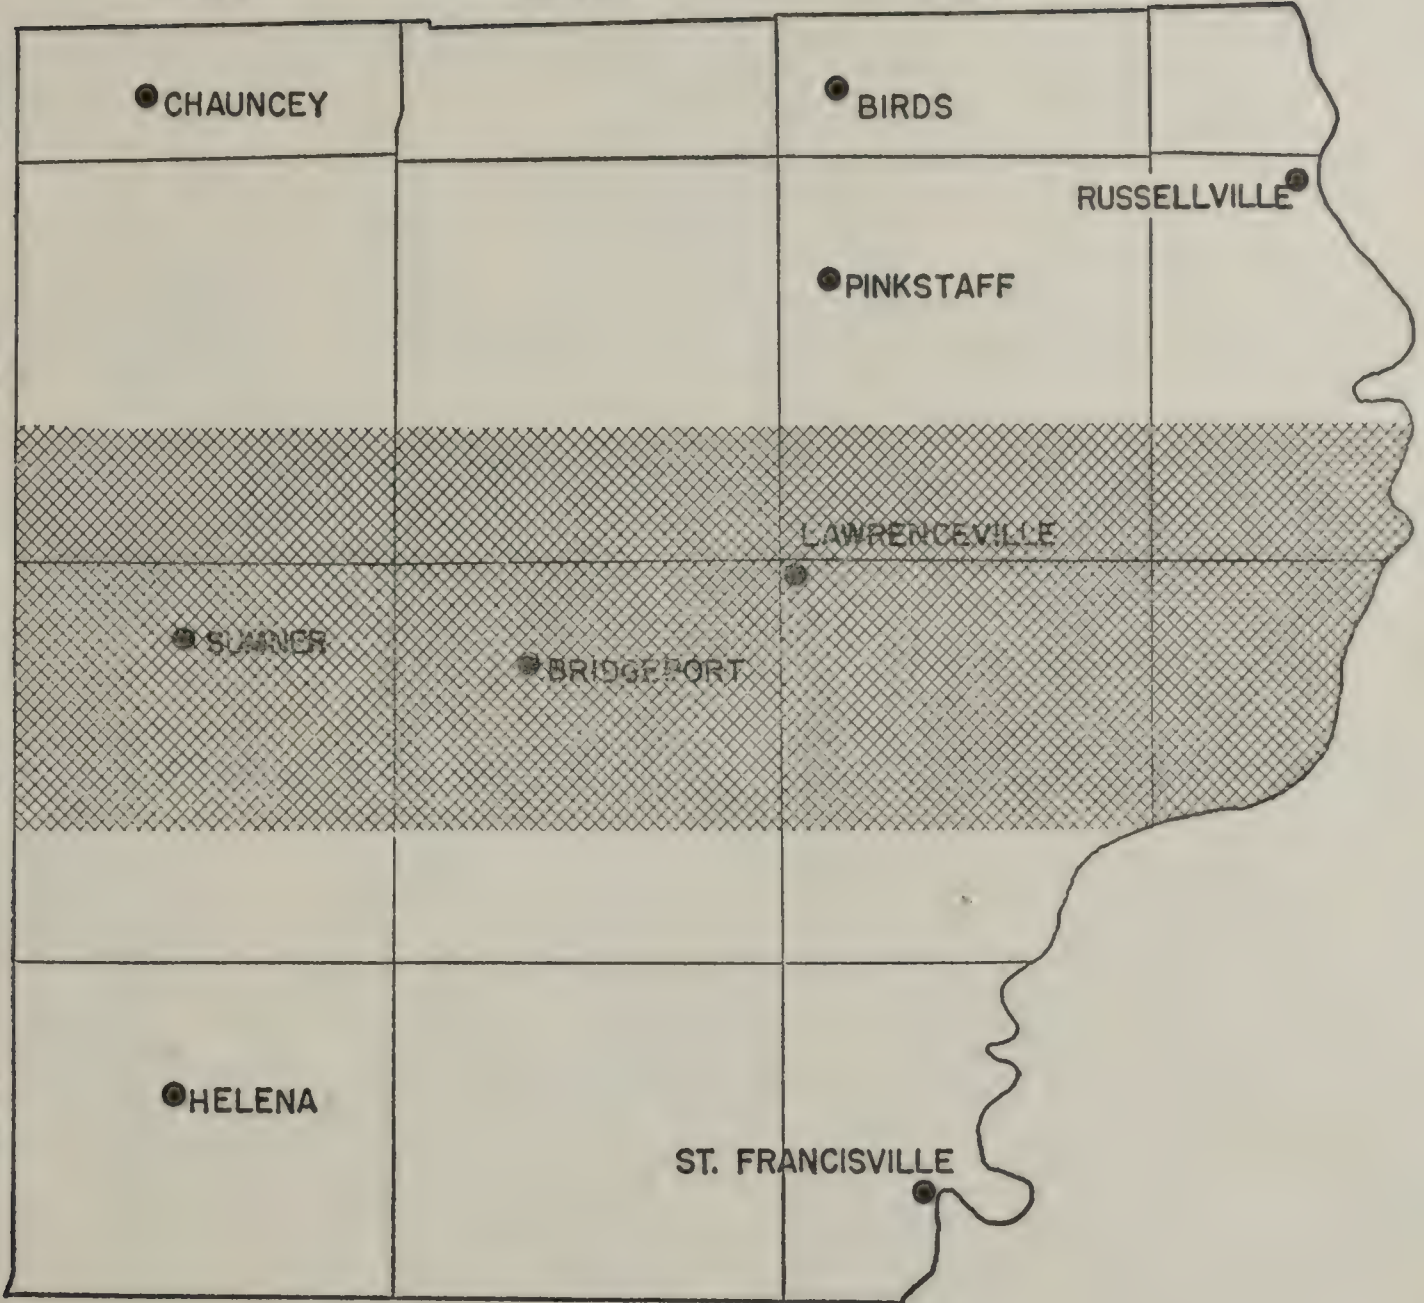 CHAUNCEY
BIRDS
RUSSELLVILLE
PINKSTAFF
LAWRENCEVILLE
SUMNER
BRIDGEPORT
HELENA
ST. FRANCISVILLE